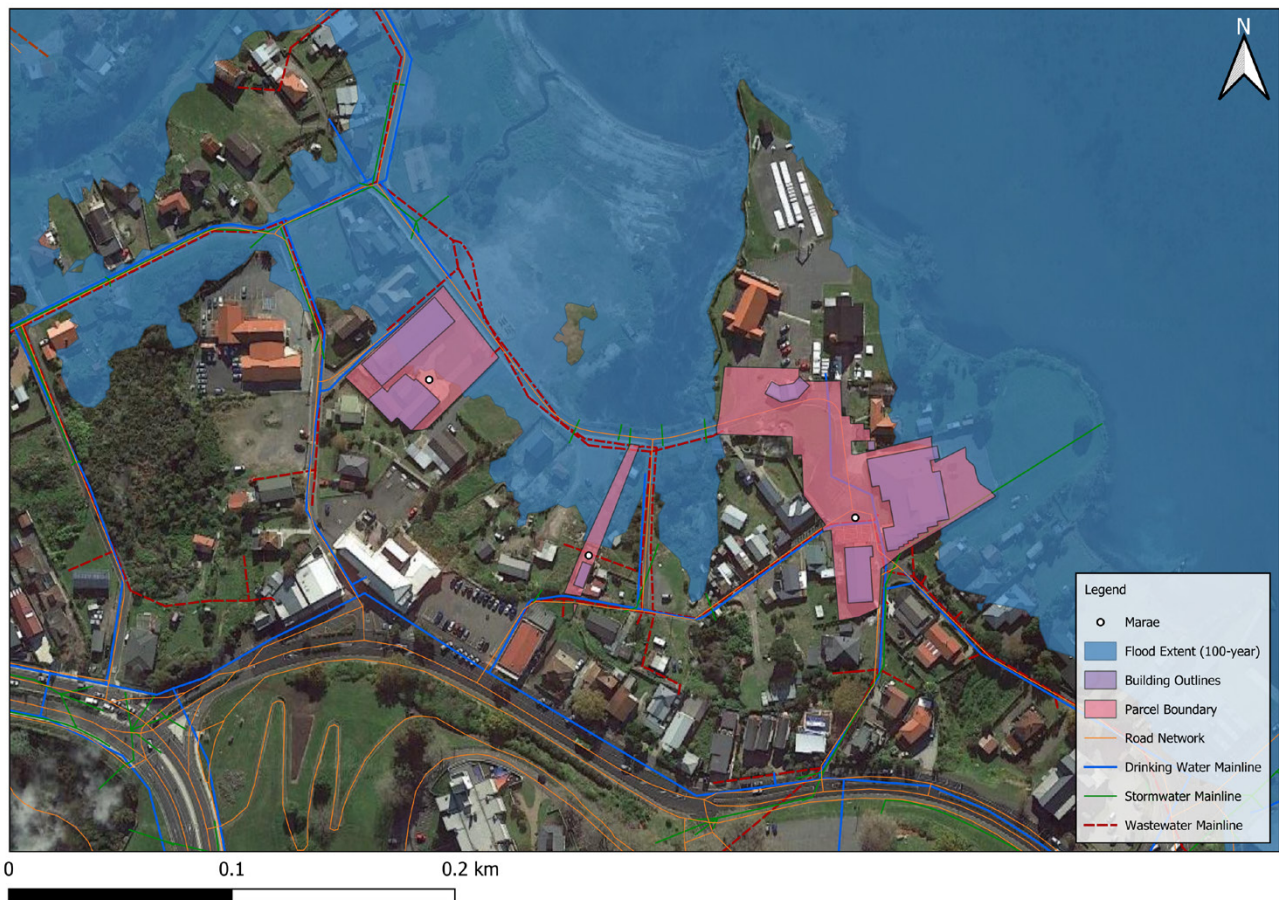 N
Legend
Marae
Flood Extent (100-year)
Building Outlines
Parcel Boundary
Road Network
Drinking Water Mainline
Stormwater Mainline
Wastewater Mainline
0 0.1 0.2 km